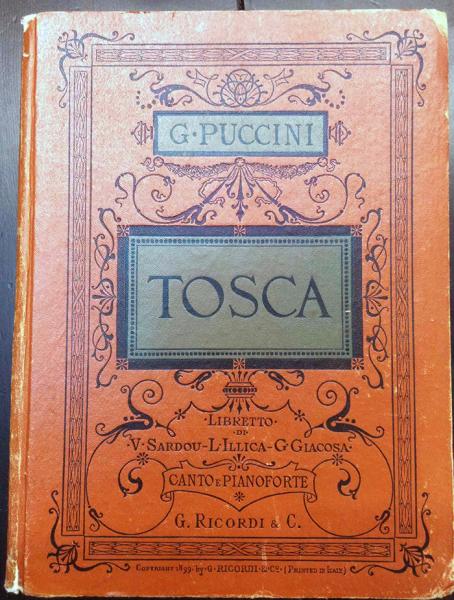 G·PUCCINI
TOSCA
·LIBRETTO·
·DI·
V·SARDOU-L·ILLICA-G·GIACOSA·
CANTO E PIANOFORTE
G. RICORDI & C.
COPYRIGHT 1899·by·G·RICORDI·&·Co· (PRINTED IN ITALY)